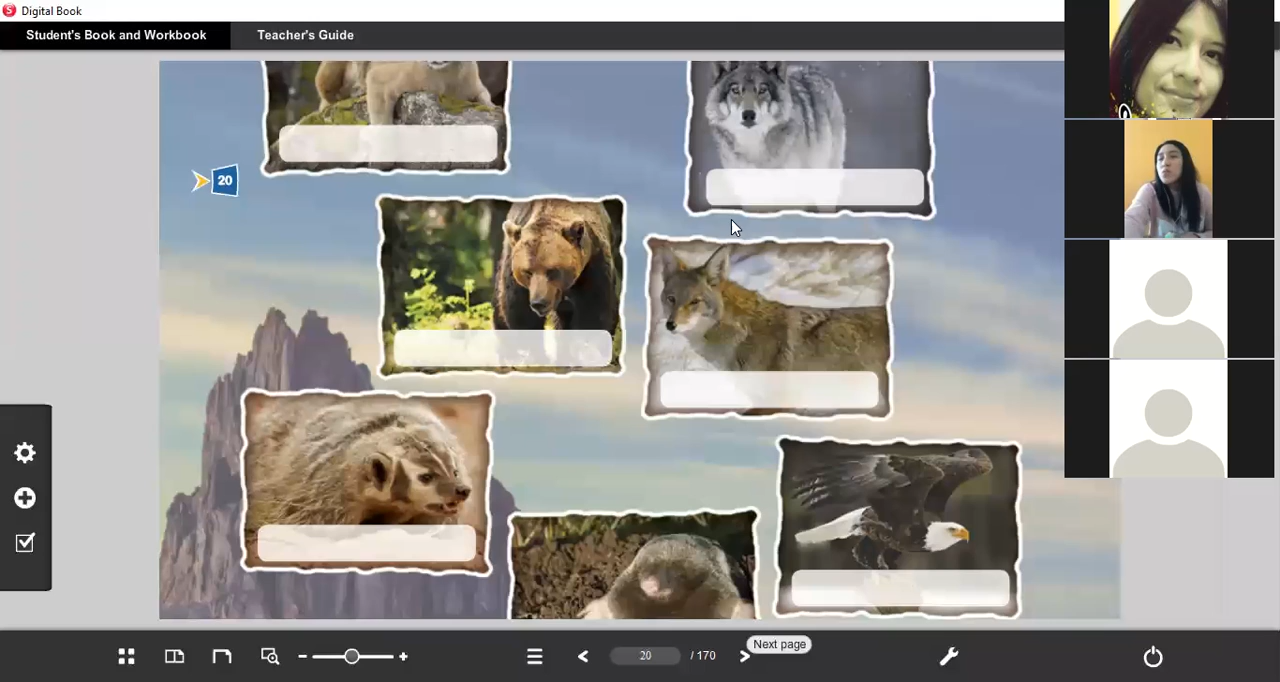 Digital Book
Student's Book and Workbook
Teacher's Guide
20
20
/ 170
Next page